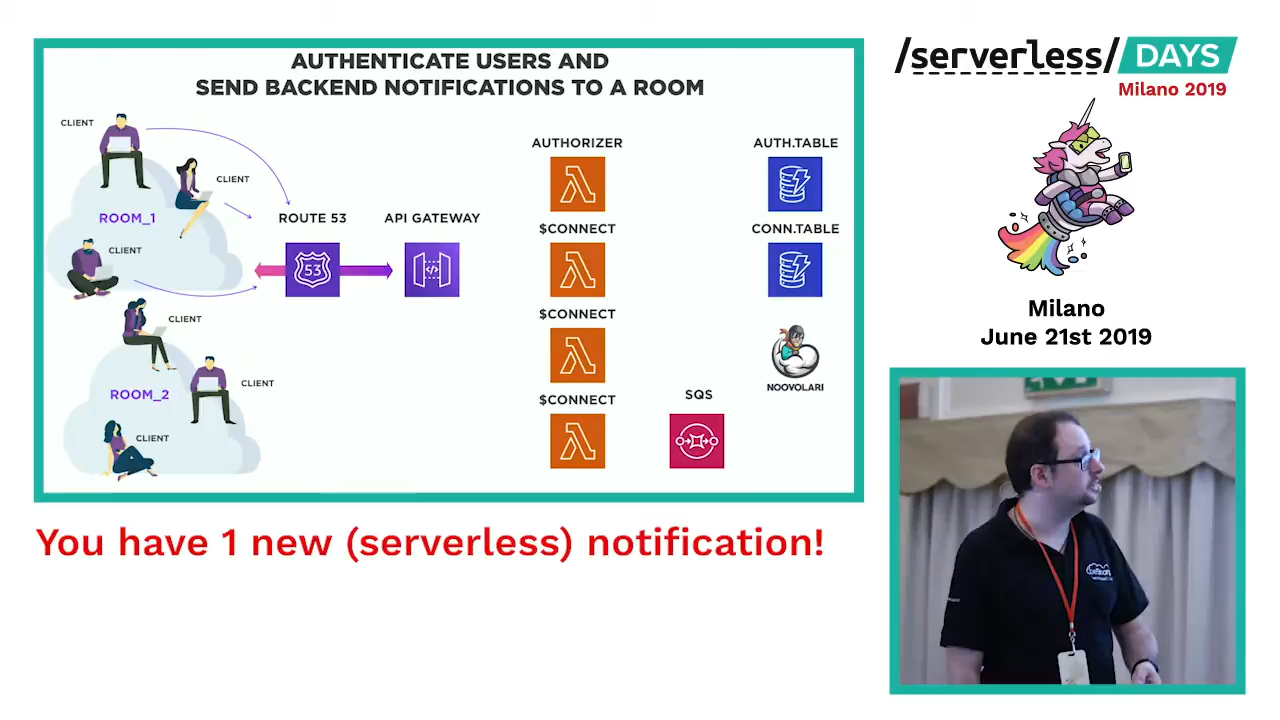 AUTHENTICATE USERS AND
SEND BACKEND NOTIFICATIONS TO A ROOM
CLIENT
CLIENT
ROOM_1
CLIENT
CLIENT
ROOM_2
CLIENT
CLIENT
ROUTE 53
53
API GATEWAY
</>
AUTHORIZER
λ
$CONNECT
λ
$CONNECT
λ
$CONNECT
λ
SQS
AUTH.TABLE
CONN.TABLE
NOOVOLARI
You have 1 new (serverless) notification!
/serverless/ DAYS
Milano 2019
Milano
June 21st 2019